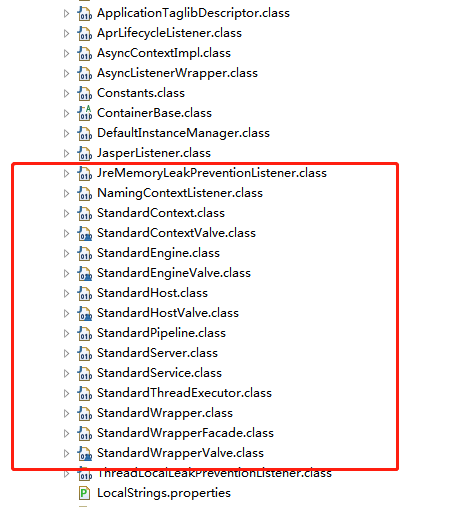 ApplicationTaglibDescriptor.class
AprLifecycleListener.class
AsyncContextImpl.class
AsyncListenerWrapper.class
Constants.class
ContainerBase.class
DefaultInstanceManager.class
JasperListener.class
JreMemoryLeakPreventionListener.class
NamingContextListener.class
StandardContext.class
StandardContextValve.class
StandardEngine.class
StandardEngineValve.class
StandardHost.class
StandardHostValve.class
StandardPipeline.class
StandardServer.class
StandardService.class
StandardThreadExecutor.class
StandardWrapper.class
StandardWrapperFacade.class
StandardWrapperValve.class
ThreadLocalLeakPreventionListener.class
LocalStrings.properties